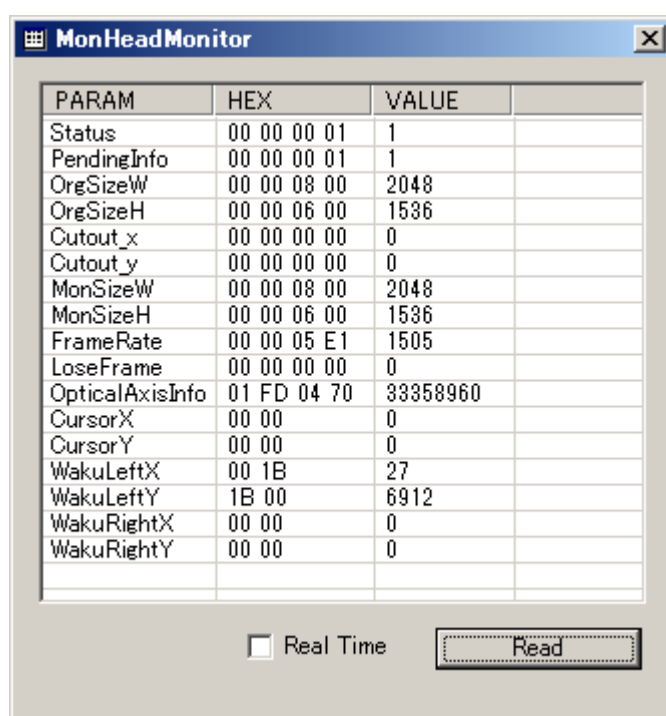 MonHeadMonitor
PARAM HEX VALUE
Status 00 00 00 01 1
PendingInfo 00 00 00 01 1
OrgSizeW 00 00 08 00 2048
OrgSizeH 00 00 06 00 1536
Cutout_x 00 00 00 00 0
Cutout_y 00 00 00 00 0
MonSizeW 00 00 08 00 2048
MonSizeH 00 00 06 00 1536
FrameRate 00 00 05 E1 1505
LoseFrame 00 00 00 00 0
OpticalAxisInfo 01 FD 04 70 33358960
CursorX 00 00 0
CursorY 00 00 0
WakuLeftX 00 1B 27
WakuLeftY 1B 00 6912
WakuRightX 00 00 0
WakuRightY 00 00 0
Real Time Read